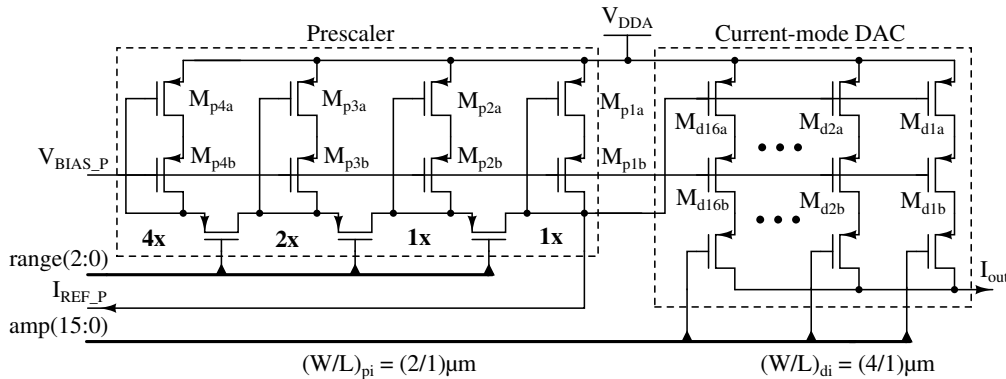 V_DDA
Prescaler
Current-mode DAC
M_p4a
M_p3a
M_p2a
M_p1a
M_d16a
M_d2a
M_d1a
V_BIAS_P
M_p4b
M_p3b
M_p2b
M_p1b
M_d16b
M_d2b
M_d1b
4x
2x
1x
1x
range(2:0)
I_REF_P
I_out
amp(15:0)
(W/L)_pi = (2/1)µm
(W/L)_di = (4/1)µm